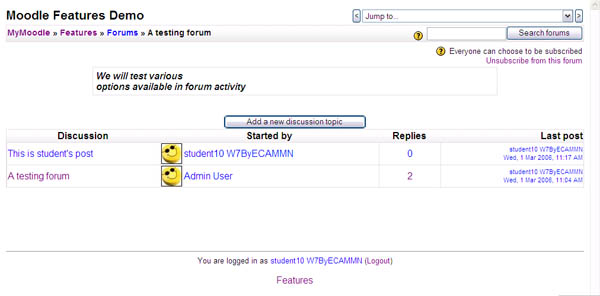 Moodle Features Demo
< Jump to... >
MyMoodle » Features » Forums » A testing forum
? Search forums
? Everyone can choose to be subscribed
Unsubscribe from this forum
We will test various
options available in forum activity
Add a new discussion topic
Discussion Started by Replies Last post
This is student's post student10 W7ByECAMMN 0 student10 W7ByECAMMN
Wed, 1 Mar 2006, 11:17 AM
A testing forum Admin User 2 student10 W7ByECAMMN
Wed, 1 Mar 2006, 11:04 AM
You are logged in as student10 W7ByECAMMN (Logout)
Features